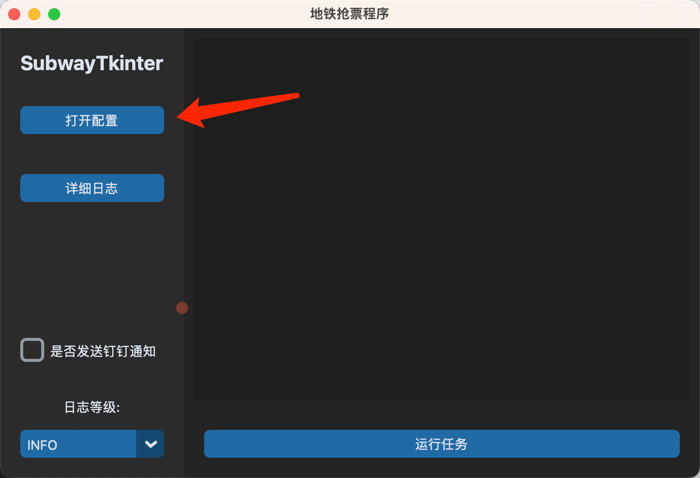 地铁抢票程序
SubwayTkinter
打开配置
详细日志
是否发送钉钉通知
日志等级:
INFO
运行任务